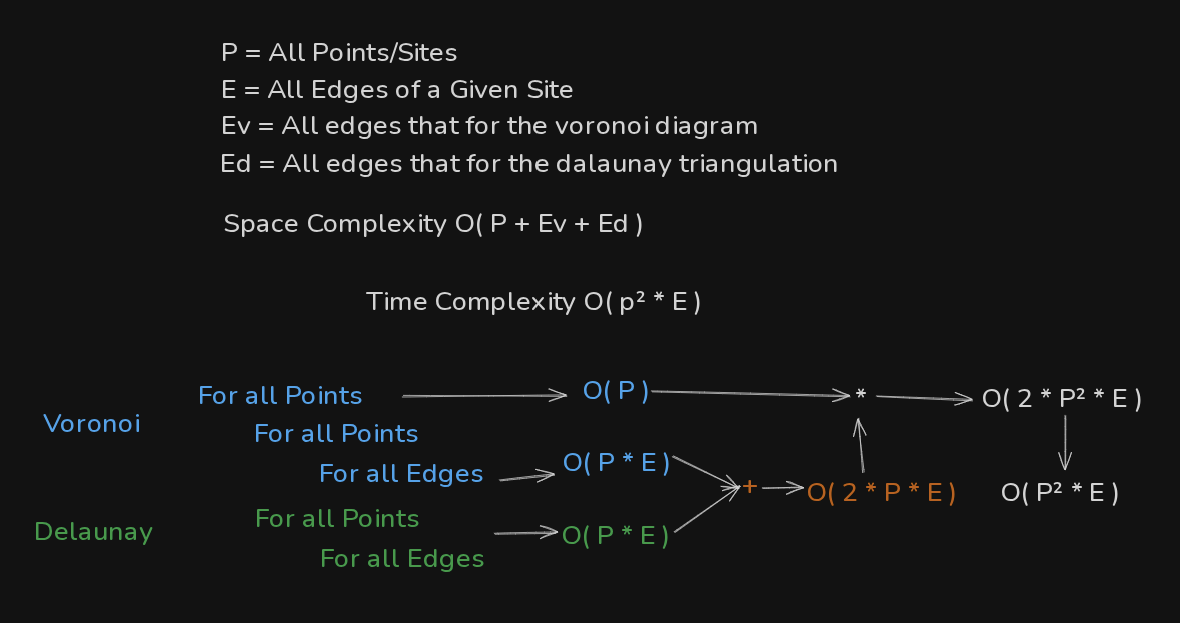 P = All Points/Sites
E = All Edges of a Given Site
Ev = All edges that for the voronoi diagram
Ed = All edges that for the dalaunay triangulation
Space Complexity O( P + Ev + Ed )
Time Complexity O( p² * E )
For all Points O( P ) * O( 2 * P² * E )
Voronoi
For all Points
For all Edges O( P * E )
+ O( 2 * P * E ) O( P² * E )
For all Points
Delaunay O( P * E )
For all Edges